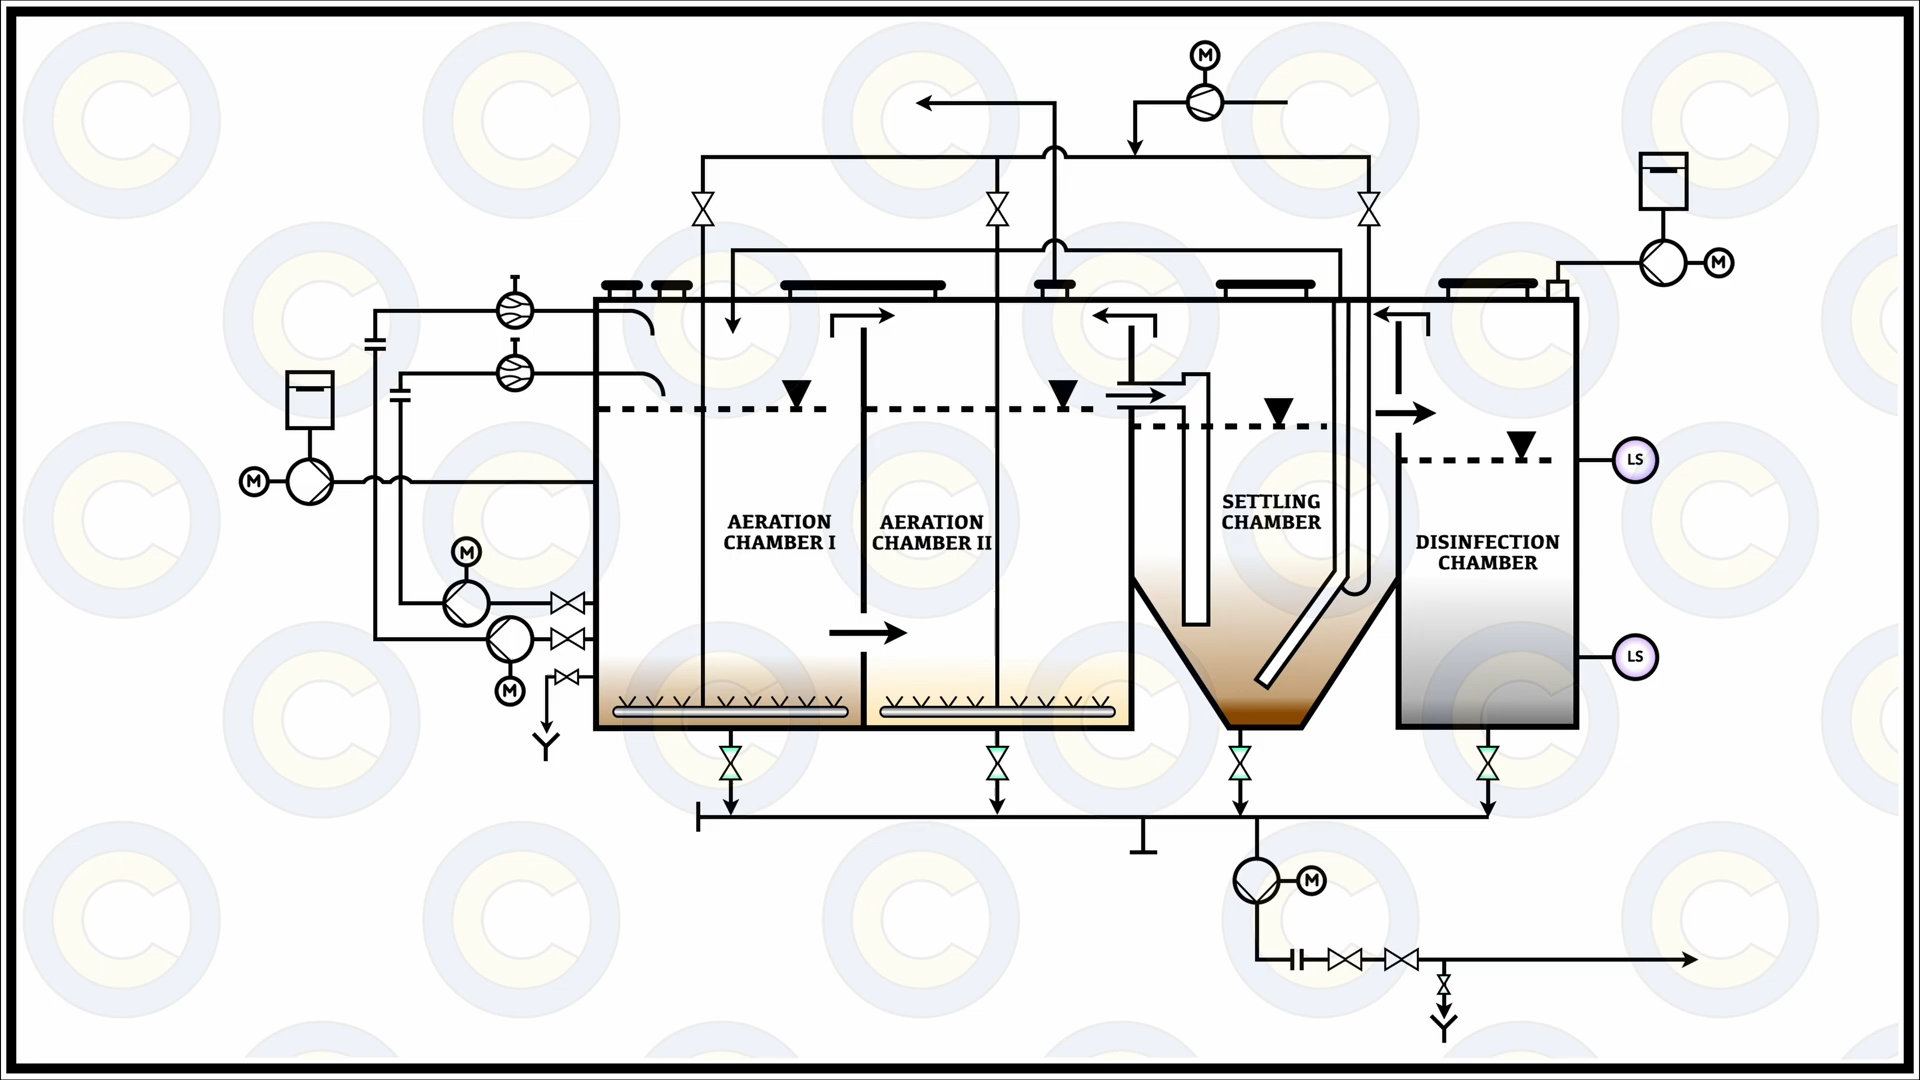 M
M
LS
M
SETTLING
CHAMBER
AERATION
CHAMBER I
AERATION
CHAMBER II
DISINFECTION
CHAMBER
M
LS
M
M